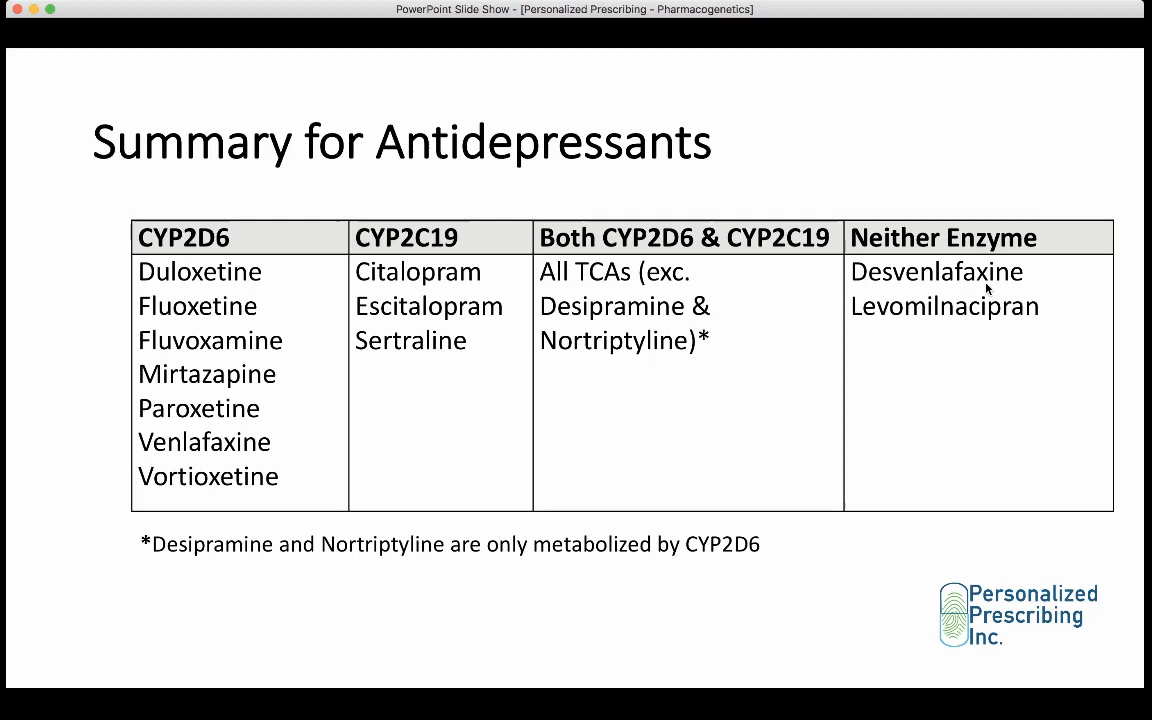 PowerPoint Slide Show - [Personalized Prescribing - Pharmacogenetics]
Summary for Antidepressants
CYP2D6
Duloxetine
Fluoxetine
Fluvoxamine
Mirtazapine
Paroxetine
Venlafaxine
Vortioxetine
CYP2C19
Citalopram
Escitalopram
Sertraline
Both CYP2D6 & CYP2C19
All TCAs (exc.
Desipramine &
Nortriptyline)*
Neither Enzyme
Desvenlafaxine
Levomilnacipran
*Desipramine and Nortriptyline are only metabolized by CYP2D6
Personalized
Prescribing
Inc.